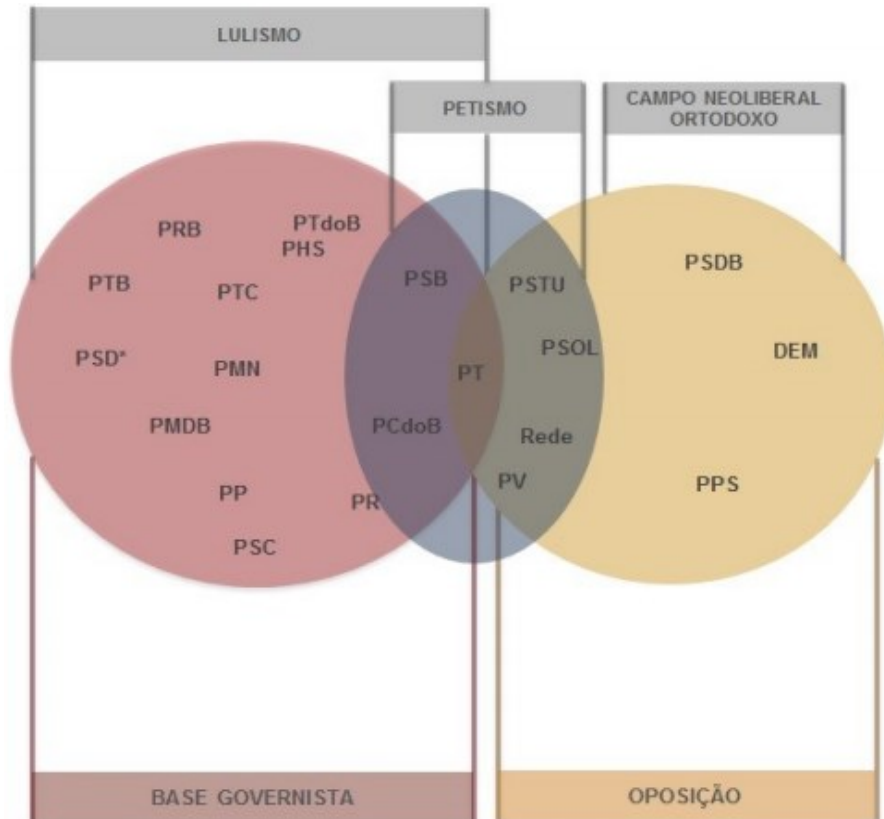 LULISMO
PETISMO
CAMPO NEOLIBERAL
ORTODOXO
PRB
PTdoB
PHS
PTB
PTC
PSB
PSTU
PSDB
PSD*
PMN
PT
PSOL
DEM
PMDB
PCdoB
Rede
PP
PR
PV
PPS
PSC
BASE GOVERNISTA
OPOSIÇÃO